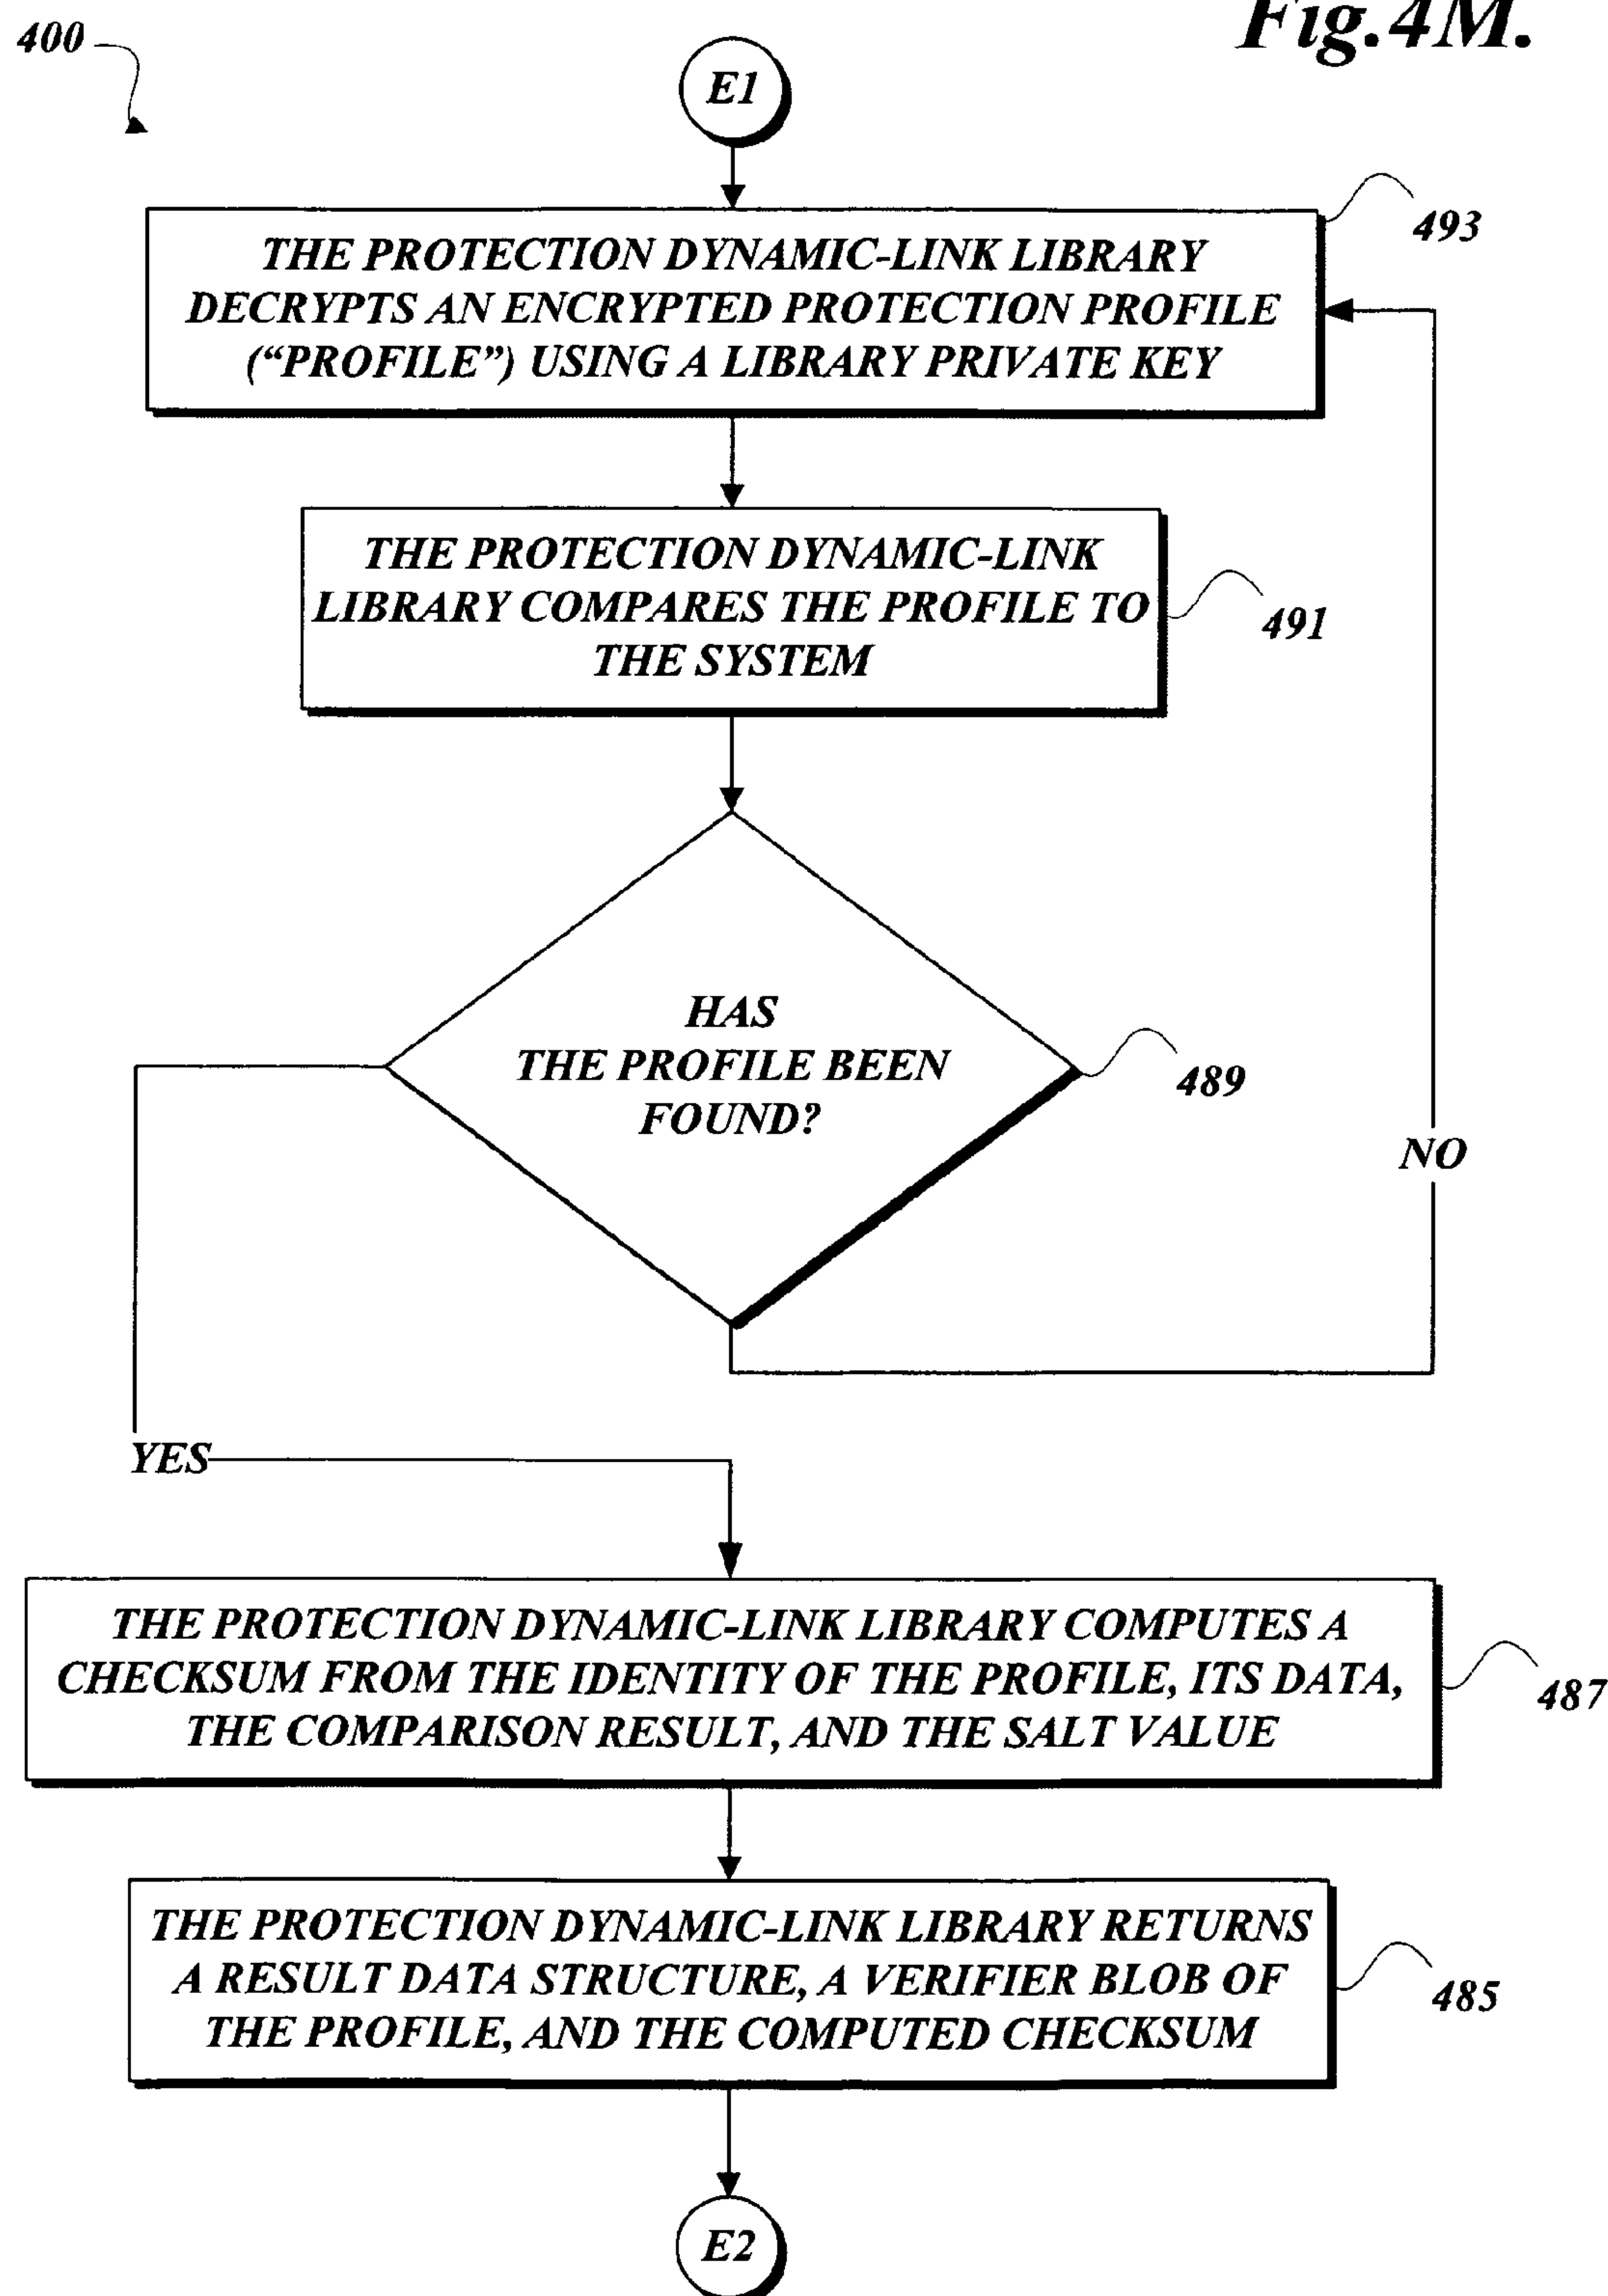 Fig.4M.
400
E1
493
THE PROTECTION DYNAMIC-LINK LIBRARY
DECRYPTS AN ENCRYPTED PROTECTION PROFILE
(“PROFILE”) USING A LIBRARY PRIVATE KEY
THE PROTECTION DYNAMIC-LINK
LIBRARY COMPARES THE PROFILE TO
THE SYSTEM
491
HAS
THE PROFILE BEEN
FOUND?
489
NO
YES
THE PROTECTION DYNAMIC-LINK LIBRARY COMPUTES A
CHECKSUM FROM THE IDENTITY OF THE PROFILE, ITS DATA,
THE COMPARISON RESULT, AND THE SALT VALUE
487
THE PROTECTION DYNAMIC-LINK LIBRARY RETURNS
A RESULT DATA STRUCTURE, A VERIFIER BLOB OF
THE PROFILE, AND THE COMPUTED CHECKSUM
485
E2